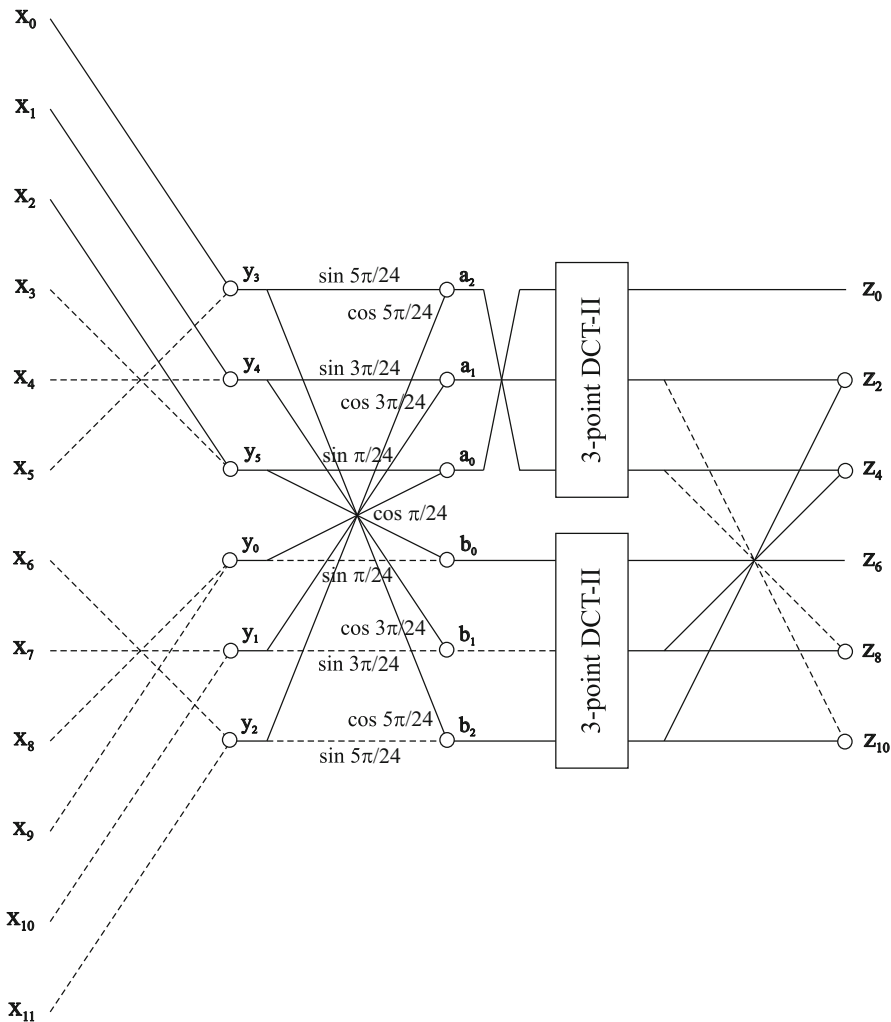 x₀
x₁
x₂
x₃
x₄
x₅
x₆
x₇
x₈
x₉
x₁₀
x₁₁
y₃
y₄
y₅
y₀
y₁
y₂
sin 5π/24
cos 5π/24
sin 3π/24
cos 3π/24
sin π/24
cos π/24
sin π/24
cos 3π/24
sin 3π/24
cos 5π/24
sin 5π/24
a₂
a₁
a₀
b₀
b₁
b₂
3-point DCT-II
3-point DCT-II
z₀
z₂
z₄
z₆
z₈
z₁₀